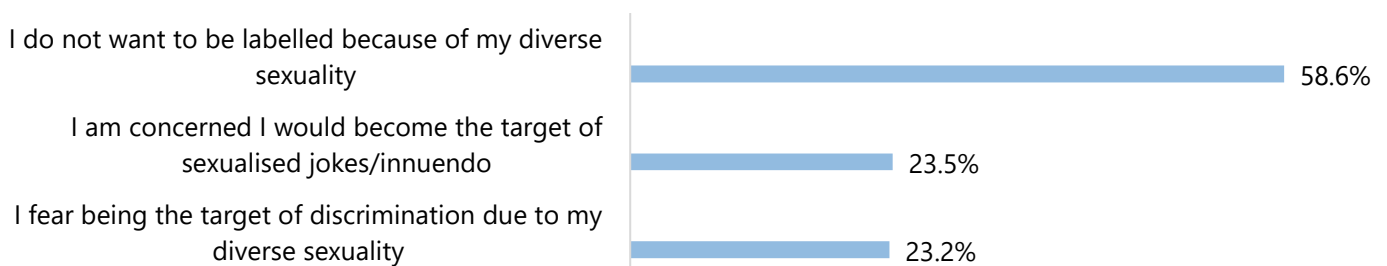 I do not want to be labelled because of my diverse
sexuality
58.6%
I am concerned I would become the target of
sexualised jokes/innuendo
23.5%
I fear being the target of discrimination due to my
diverse sexuality
23.2%